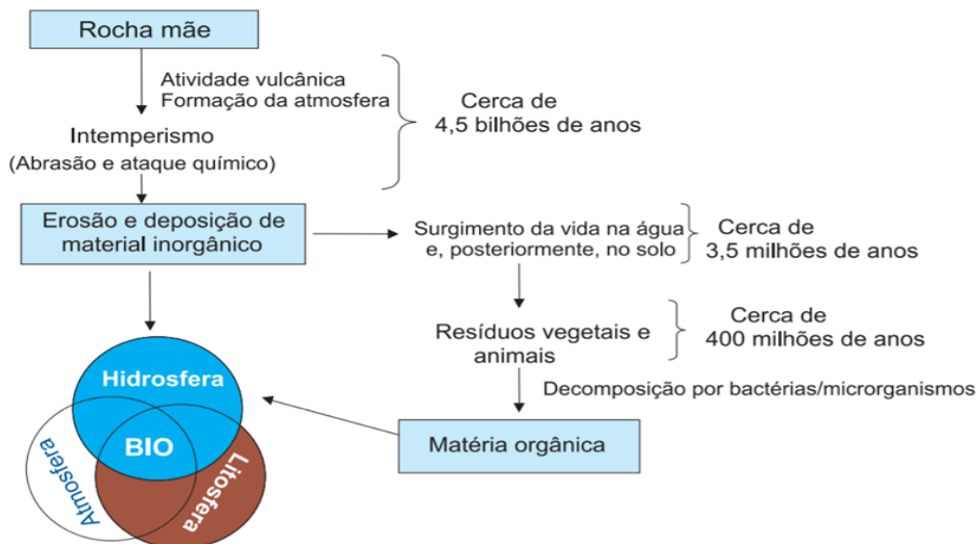 Rocha mãe
Atividade vulcânica
Formação da atmosfera
Cerca de
4,5 bilhões de anos
Intemperismo
(Abrasão e ataque químico)
Erosão e deposição de
material inorgânico
Surgimento da vida na água
e, posteriormente, no solo
Cerca de
3,5 milhões de anos
Resíduos vegetais e
animais
Cerca de
400 milhões de anos
Decomposição por bactérias/microrganismos
Matéria orgânica
Hidrosfera
BIO
Atmosfera
Litosfera